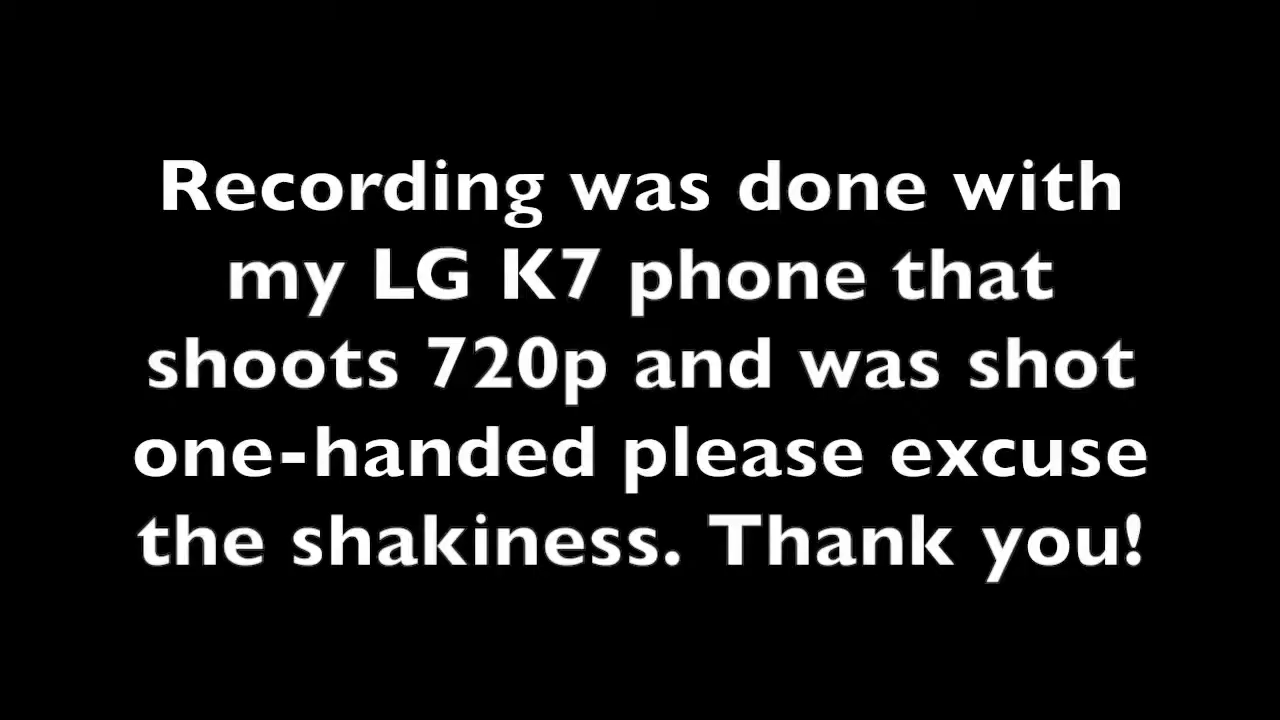 Recording was done with
my LG K7 phone that
shoots 720p and was shot
one-handed please excuse
the shakiness. Thank you!